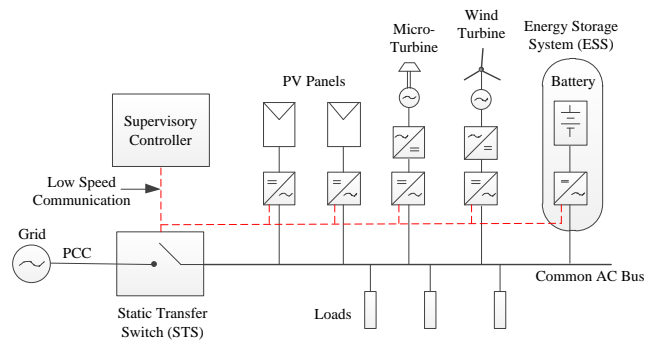 Micro-
Turbine
Wind
Turbine
Energy Storage
System (ESS)
PV Panels
Battery
Supervisory
Controller
Low Speed
Communication
Grid
PCC
Common AC Bus
Static Transfer
Switch (STS)
Loads